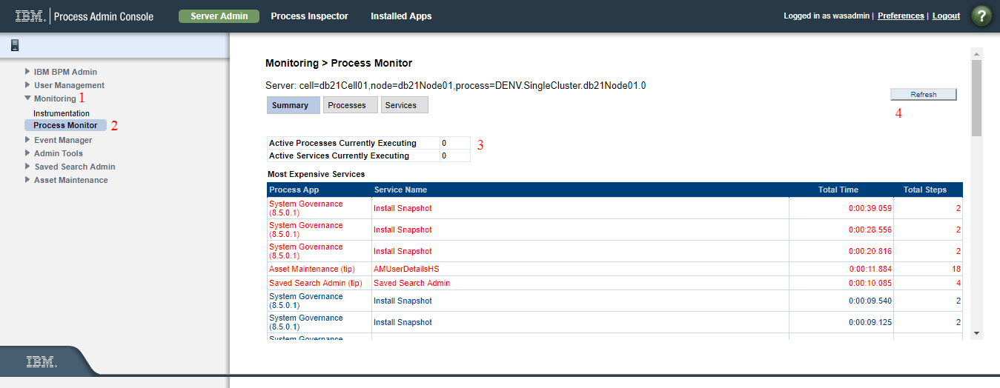 IBM. Process Admin Console Server Admin Process Inspector Installed Apps Logged in as wasadmin | Preferences | Logout ?
IBM BPM Admin
User Management
Monitoring 1
Instrumentation
Process Monitor 2
Event Manager
Admin Tools
Saved Search Admin
Asset Maintenance
IBM.
Monitoring > Process Monitor
Server: cell=db21Cell01,node=db21Node01,process=DENV.SingleCluster.db21Node01.0
Refresh
4
Summary Processes Services
Active Processes Currently Executing 0 3
Active Services Currently Executing 0
Most Expensive Services
Process App Service Name Total Time Total Steps
System Governance
(8.5.0.1) Install Snapshot 0:00:39.059 2
System Governance
(8.5.0.1) Install Snapshot 0:00:28.556 2
System Governance
(8.5.0.1) Install Snapshot 0:00:20.816 2
Asset Maintenance (tip) AMUserDetailsHS 0:00:11.884 18
Saved Search Admin (tip) Saved Search Admin 0:00:10.085 4
System Governance
(8.5.0.1) Install Snapshot 0:00:09.540 2
System Governance
(8.5.0.1) Install Snapshot 0:00:09.125 2
System Governance